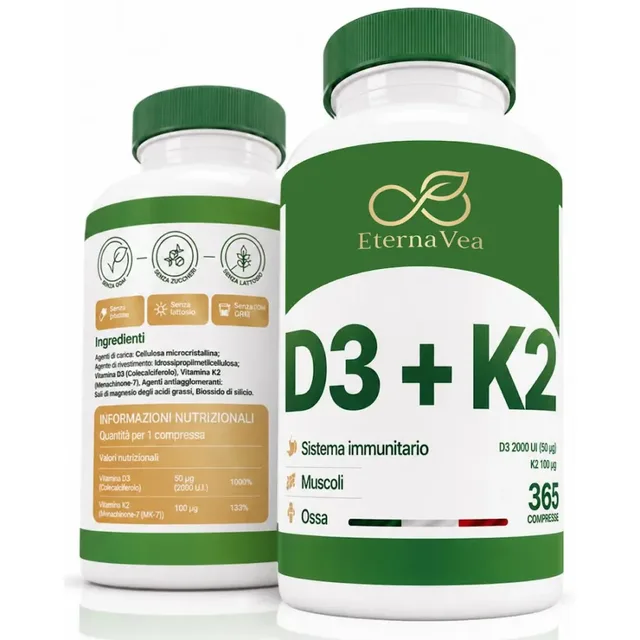 EternaVea
D3 + K2
Sistema immunitario
Muscoli
Ossa
D3 2000 UI (50 μg)
K2 100 μg
365
COMPRESSE
SENZA OGM
SENZA ZUCCHERI
SENZA LATTOSIO
Senza
Senza
lattosio
Senza
Ingredienti
Agenti di carica: Cellulosa microcristallina;
Agente di rivestimento: Idrossipropilmetilcellulosa;
Vitamina D3 (Colecalciferolo), Vitamina K2
(Menachinone-7), Agenti antiagglomeranti:
Sali di magnesio degli acidi grassi, Biossido di silicio.
INFORMAZIONI NUTRIZIONALI
Quantità per 1 compressa
Valori nutrizionali
Vitamina D3
(Colecalciferolo)
50 μg
(2000 U.I.)
1000%
Vitamina K2
(Menachinone-7 (MK-7))
100 μg
133%